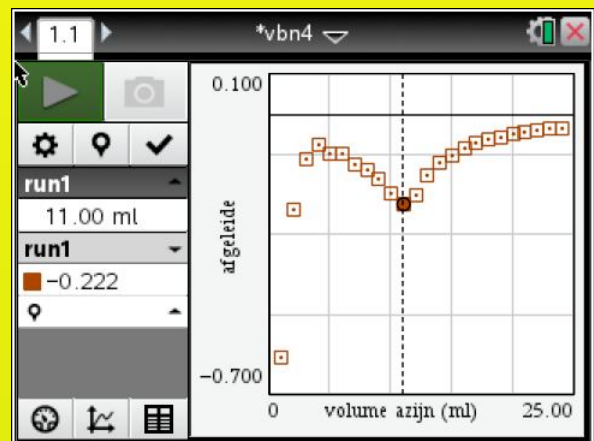 1.1
*vbn4
run1
11.00 ml
run1
-0.222
0.100
afgeleide
-0.700
0 volume azijn (ml) 25.00